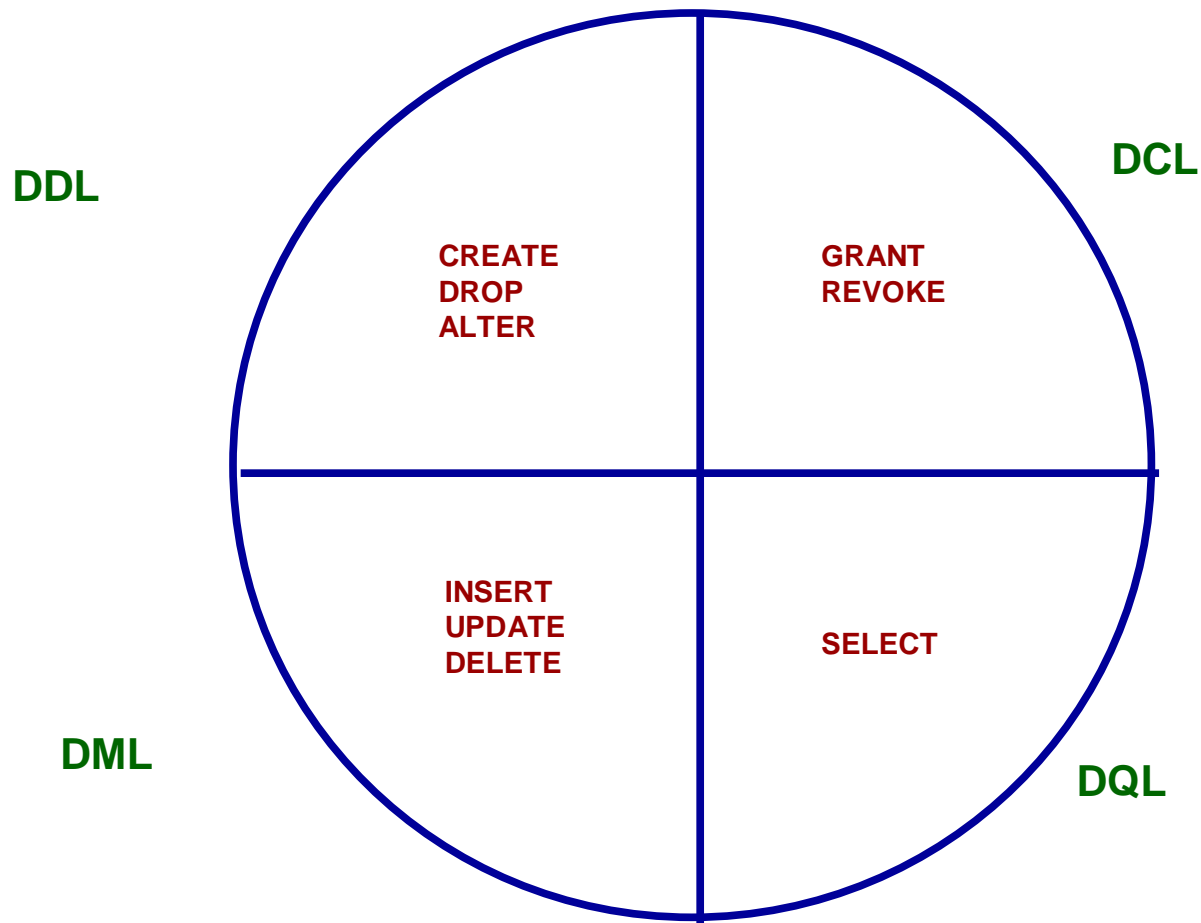 DDL
DCL
CREATE
DROP
ALTER
GRANT
REVOKE
INSERT
UPDATE
DELETE
SELECT
DML
DQL